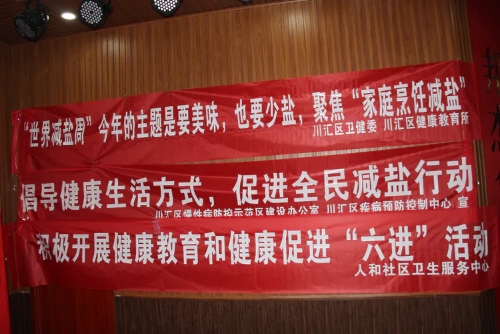 “世界减盐周”今年的主题是要美味，也要少盐，聚焦“家庭烹饪减盐”
川汇区卫健委 川汇区健康教育所
倡导健康生活方式，促进全民减盐行动
川汇区慢性病防控示范区建设办公室 川汇区疾病预防控制中心 宣
积极开展健康教育和健康促进“六进”活动
人和社区卫生服务中心